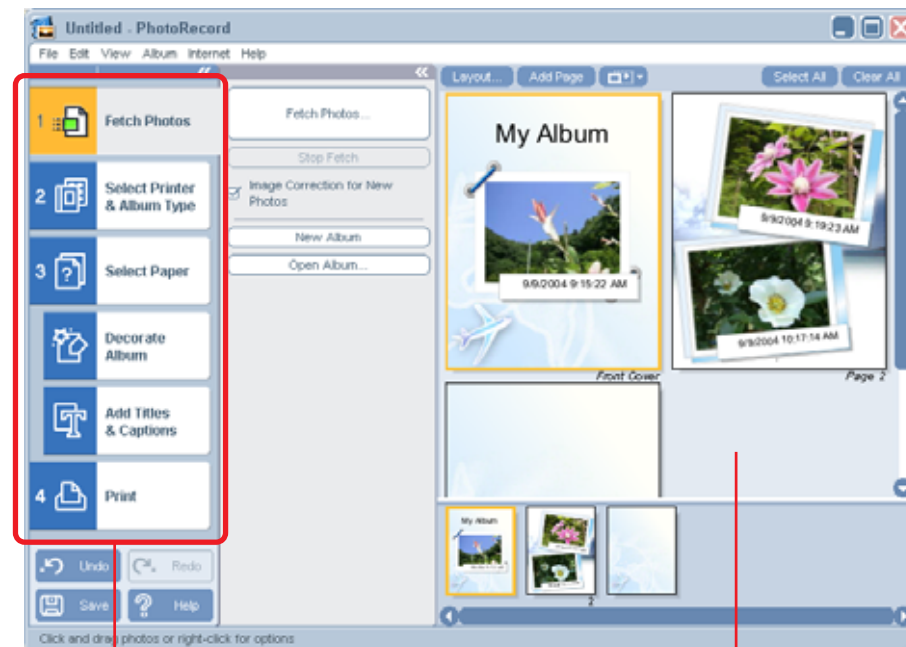 Untitled - PhotoRecord
File Edit View Album Internet Help
1 Fetch Photos
2 Select Printer
& Album Type
3 Select Paper
Decorate
Album
Add Titles
& Captions
4 Print
Undo Redo
Save Help
Fetch Photos...
Stop Fetch
Image Correction for New
Photos
New Album
Open Album...
Layout... Add Page Select All Clear All
My Album
9/9/2004 9:15:22 AM
Front Cover
9/9/2004 9:19:23 AM
9/9/2004 10:17:14 AM
Page 2
My Album
2
Click and drag photos or right-click for options